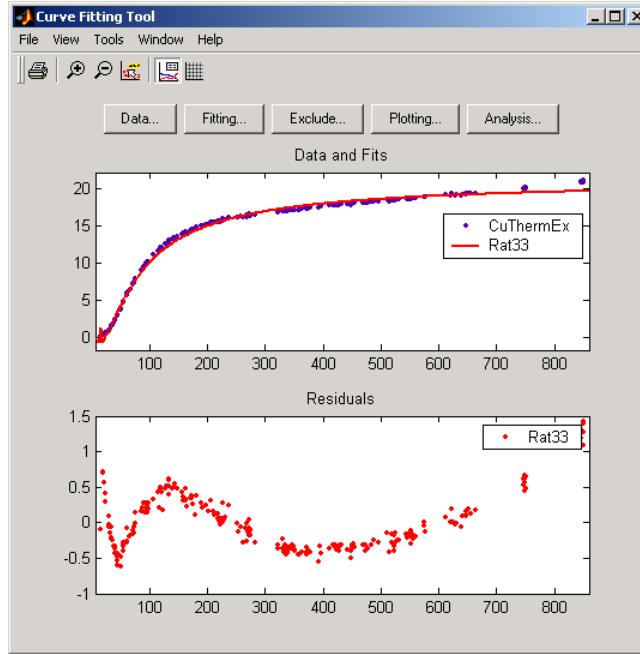 Curve Fitting Tool
File View Tools Window Help
Data... Fitting... Exclude... Plotting... Analysis...
Data and Fits
20
15
10
5
0
CuThermEx
Rat33
100 200 300 400 500 600 700 800
Residuals
1.5
1
0.5
0
-0.5
-1
Rat33
100 200 300 400 500 600 700 800